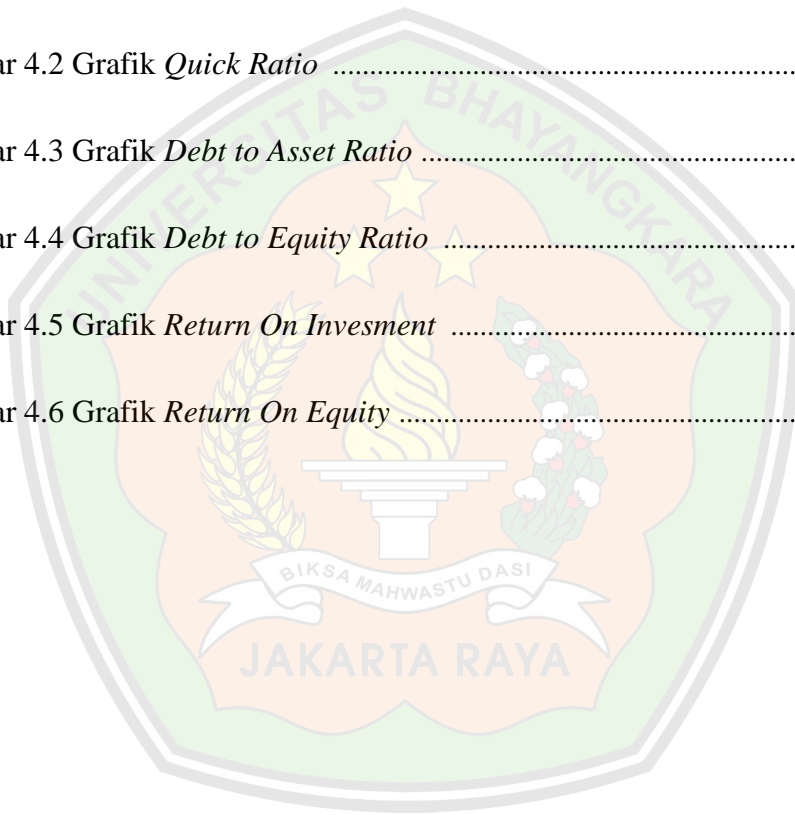 ar 4.2 Grafik Quick Ratio ..........................................................
ar 4.3 Grafik Debt to Asset Ratio ...............................................
ar 4.4 Grafik Debt to Equity Ratio ............................................
ar 4.5 Grafik Return On Invesment ...........................................
ar 4.6 Grafik Return On Equity ..................................................
UNIVERSITAS BHAYANGKARA
BIKSA MAHWASTU DASI
JAKARTA RAYA